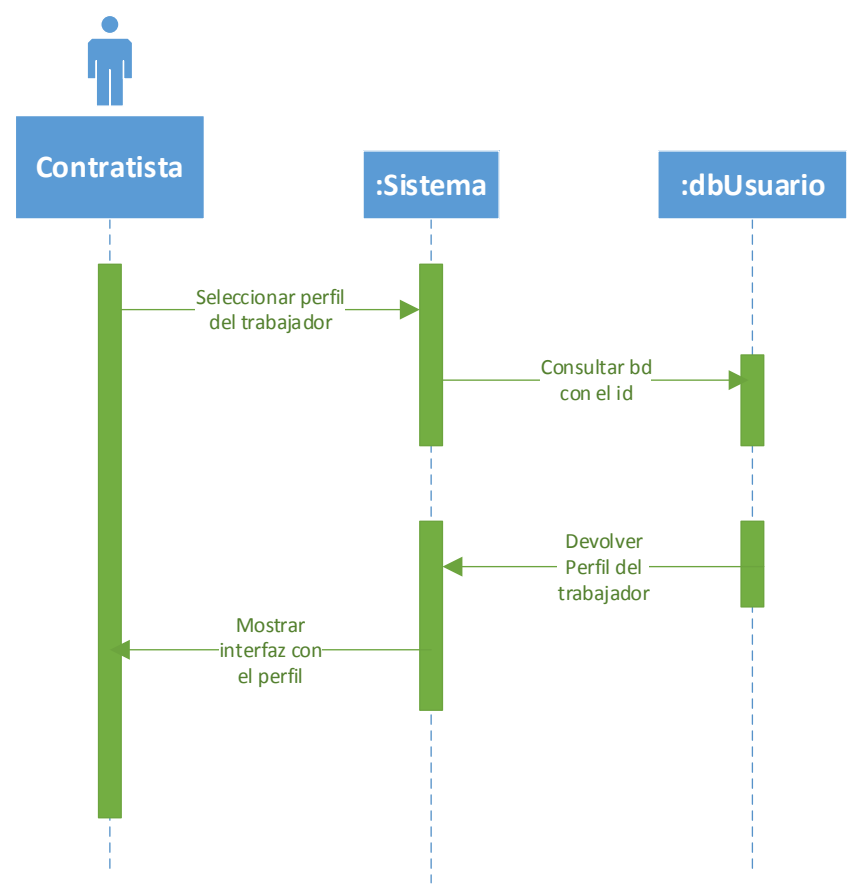 Contratista
:Sistema
:dbUsuario
Seleccionar perfil
del trabajador
Consultar bd
con el id
Devolver
Perfil del
trabajador
Mostrar
interfaz con
el perfil